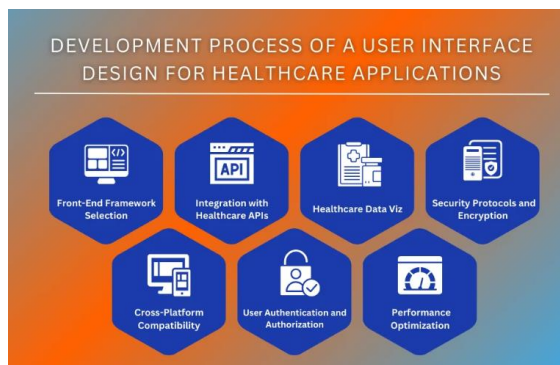 DEVELOPMENT PROCESS OF A USER INTERFACE
DESIGN FOR HEALTHCARE APPLICATIONS
</>
API
Front-End Framework
Selection
Integration with
Healthcare APIs
Healthcare Data Viz
Security Protocols and
Encryption
Cross-Platform
Compatibility
User Authentication and
Authorization
Performance
Optimization